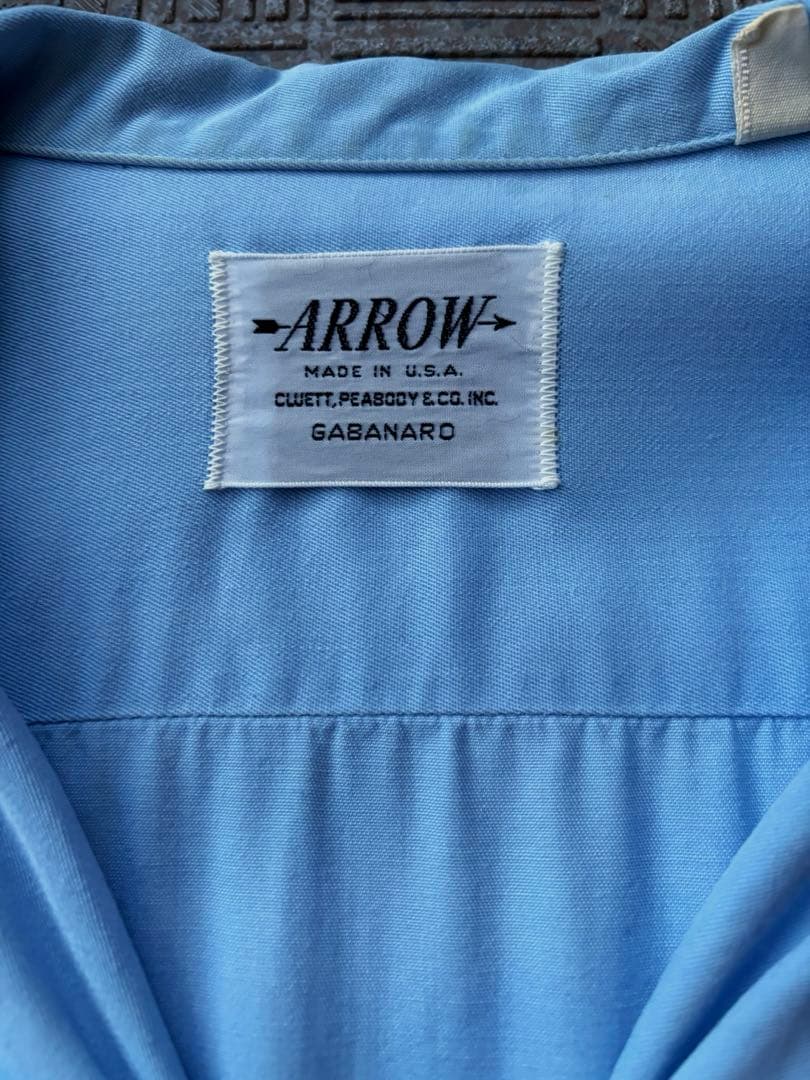 ARROW
MADE IN U.S.A.
CLUETT, PEABODY & CO. INC.
GABANARO